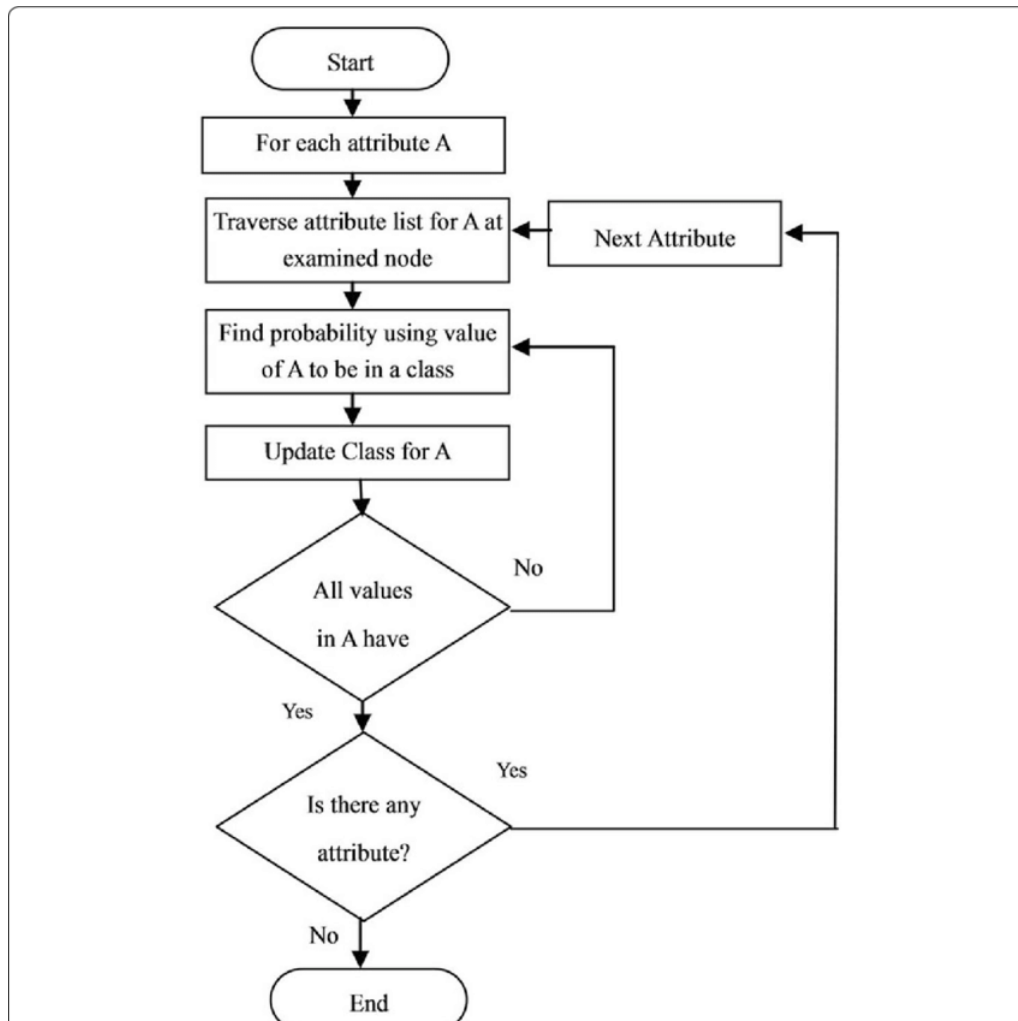 Start
For each attribute A
Traverse attribute list for A at
examined node
Next Attribute
Find probability using value
of A to be in a class
Update Class for A
All values
in A have
No
Yes
Is there any
attribute?
Yes
No
End